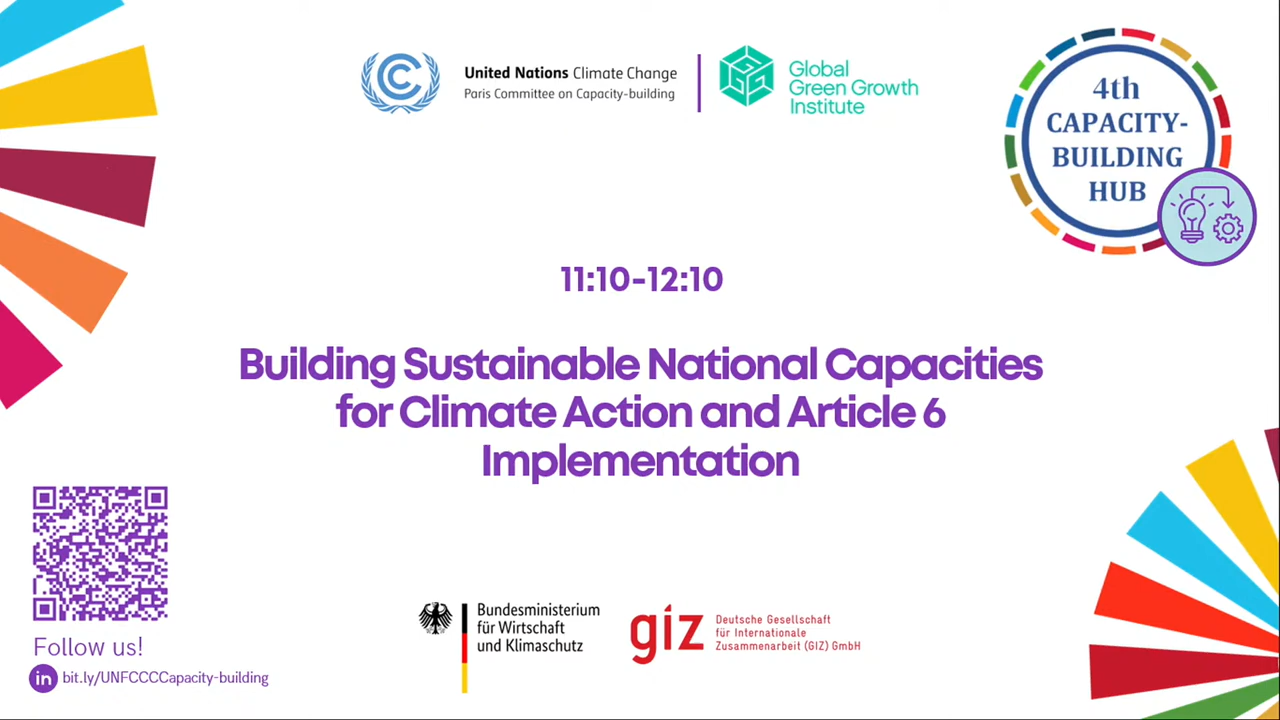 United Nations Climate Change
Paris Committee on Capacity-building
Global
Green Growth
Institute
4th
CAPACITY-
BUILDING
HUB
11:10-12:10
Building Sustainable National Capacities
for Climate Action and Article 6
Implementation
Follow us!
in bit.ly/UNFCCCCapacity-building
Bundesministerium
für Wirtschaft
und Klimaschutz
giz
Deutsche Gesellschaft
für Internationale
Zusammenarbeit (GIZ) GmbH